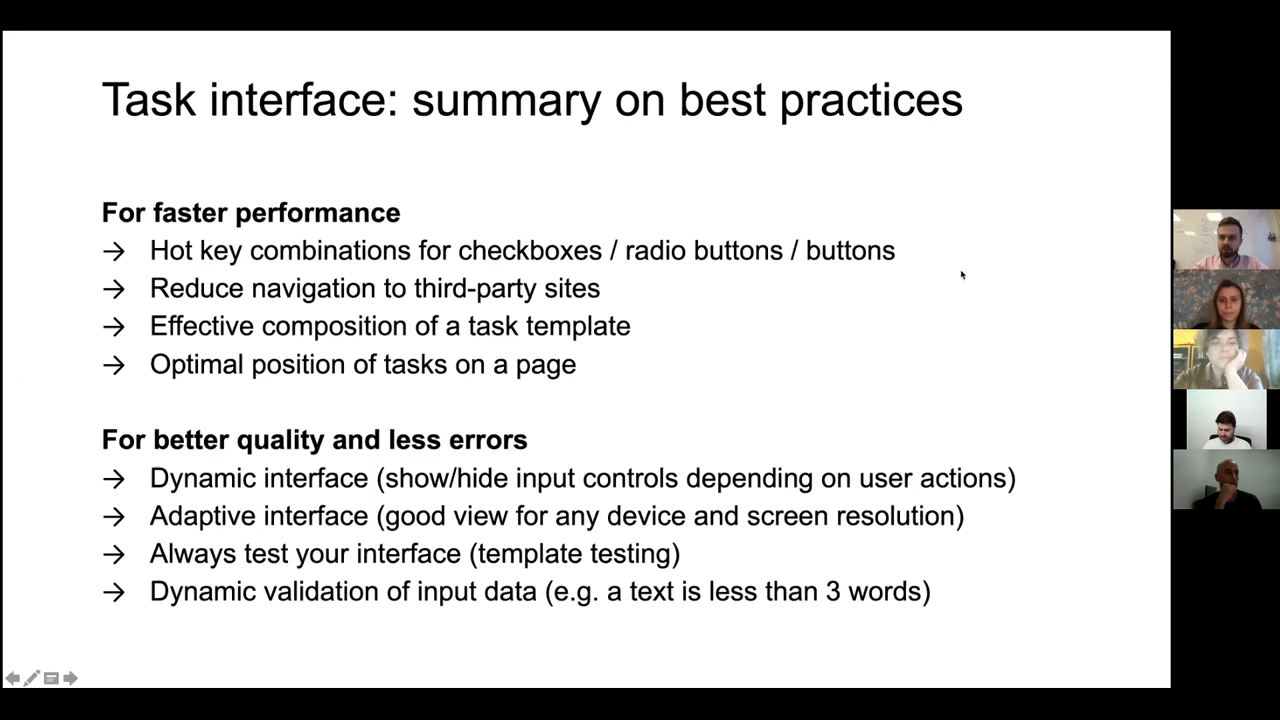 Task interface: summary on best practices
For faster performance
→ Hot key combinations for checkboxes / radio buttons / buttons
→ Reduce navigation to third-party sites
→ Effective composition of a task template
→ Optimal position of tasks on a page
For better quality and less errors
→ Dynamic interface (show/hide input controls depending on user actions)
→ Adaptive interface (good view for any device and screen resolution)
→ Always test your interface (template testing)
→ Dynamic validation of input data (e.g. a text is less than 3 words)